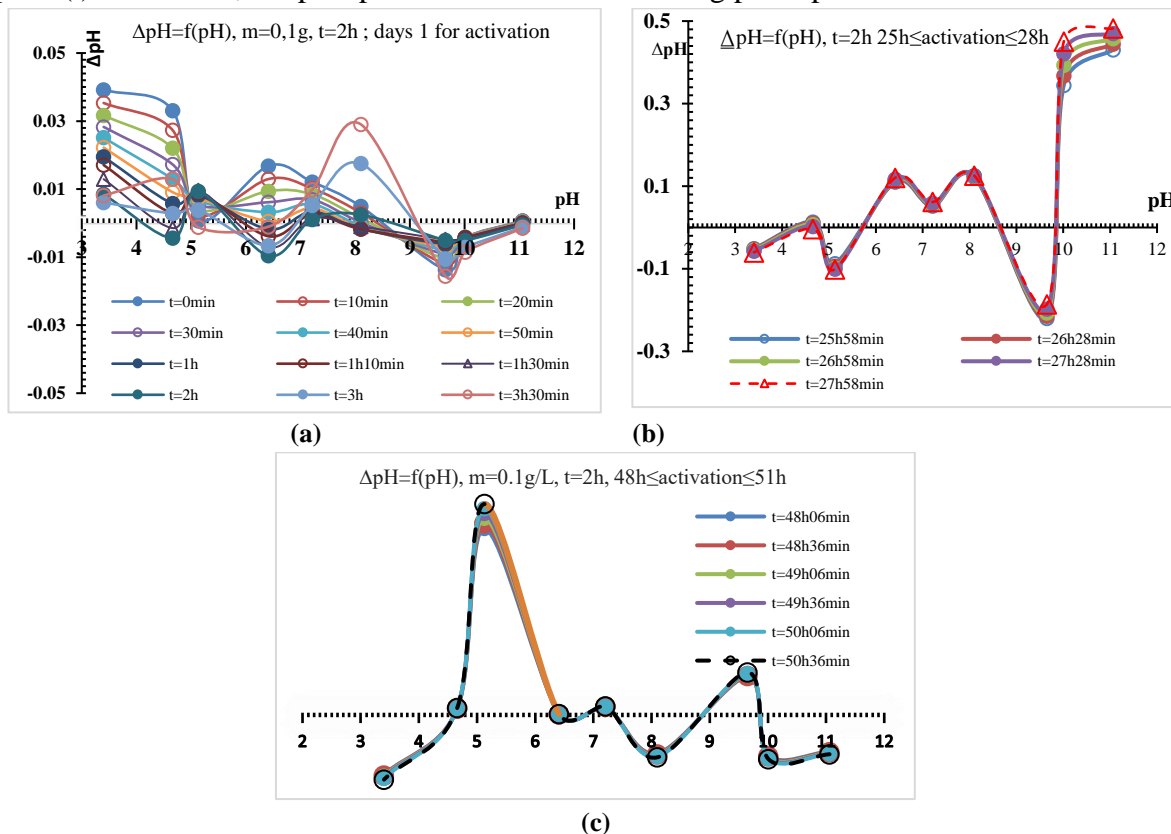 ΔpH=f(pH), m=0,1g, t=2h ; days 1 for activation
ΔpH
0.05
0.03
0.01
-0.01
-0.03
-0.05
pH
3 4 5 6 7 8 9 10 11 12
t=0min t=10min t=20min
t=30min t=40min t=50min
t=1h t=1h10min t=1h30min
t=2h t=3h t=3h30min
(a)
ΔpH=f(pH), t=2h 25h≤activation≤28h
ΔpH
0.5
0.3
0.1
-0.1
-0.3
pH
2 3 4 5 6 7 8 9 10 11
t=25h58min t=26h28min
t=26h58min t=27h28min
t=27h58min
(b)
ΔpH=f(pH), m=0.1g/L, t=2h, 48h≤activation≤51h
t=48h06min
t=48h36min
t=49h06min
t=49h36min
t=50h06min
t=50h36min
2 3 4 5 6 7 8 9 10 11 12
(c)